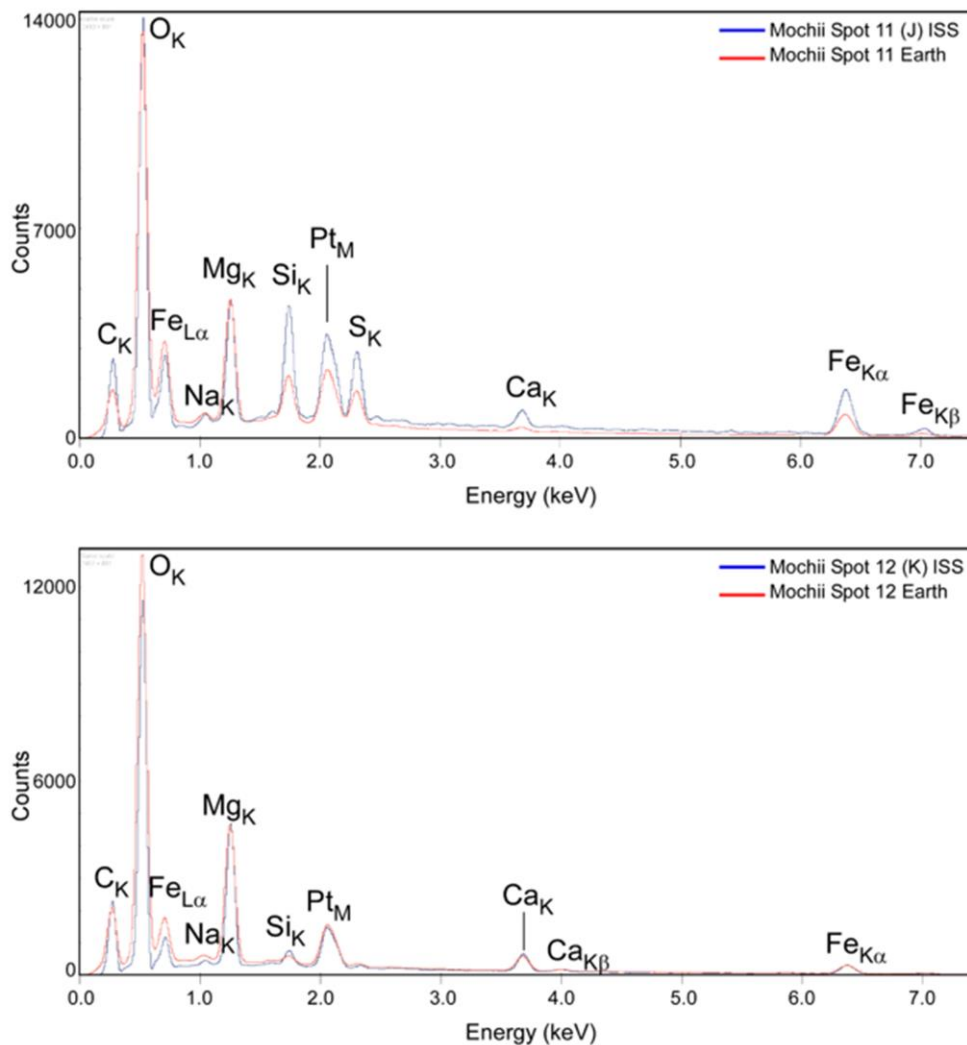 14000
O_K
Mochii Spot 11 (J) ISS
Mochii Spot 11 Earth
Counts
7000
Pt_M
Mg_K
Si_K
S_K
C_K
Fe_Lα
Na_K
Ca_K
Fe_Kα
Fe_Kβ
0
0.0 1.0 2.0 3.0 4.0 5.0 6.0 7.0
Energy (keV)
O_K
Mochii Spot 12 (K) ISS
Mochii Spot 12 Earth
12000
Counts
6000
Mg_K
C_K
Fe_Lα
Na_K
Si_K
Pt_M
Ca_K
Ca_Kβ
Fe_Kα
0
0.0 1.0 2.0 3.0 4.0 5.0 6.0 7.0
Energy (keV)